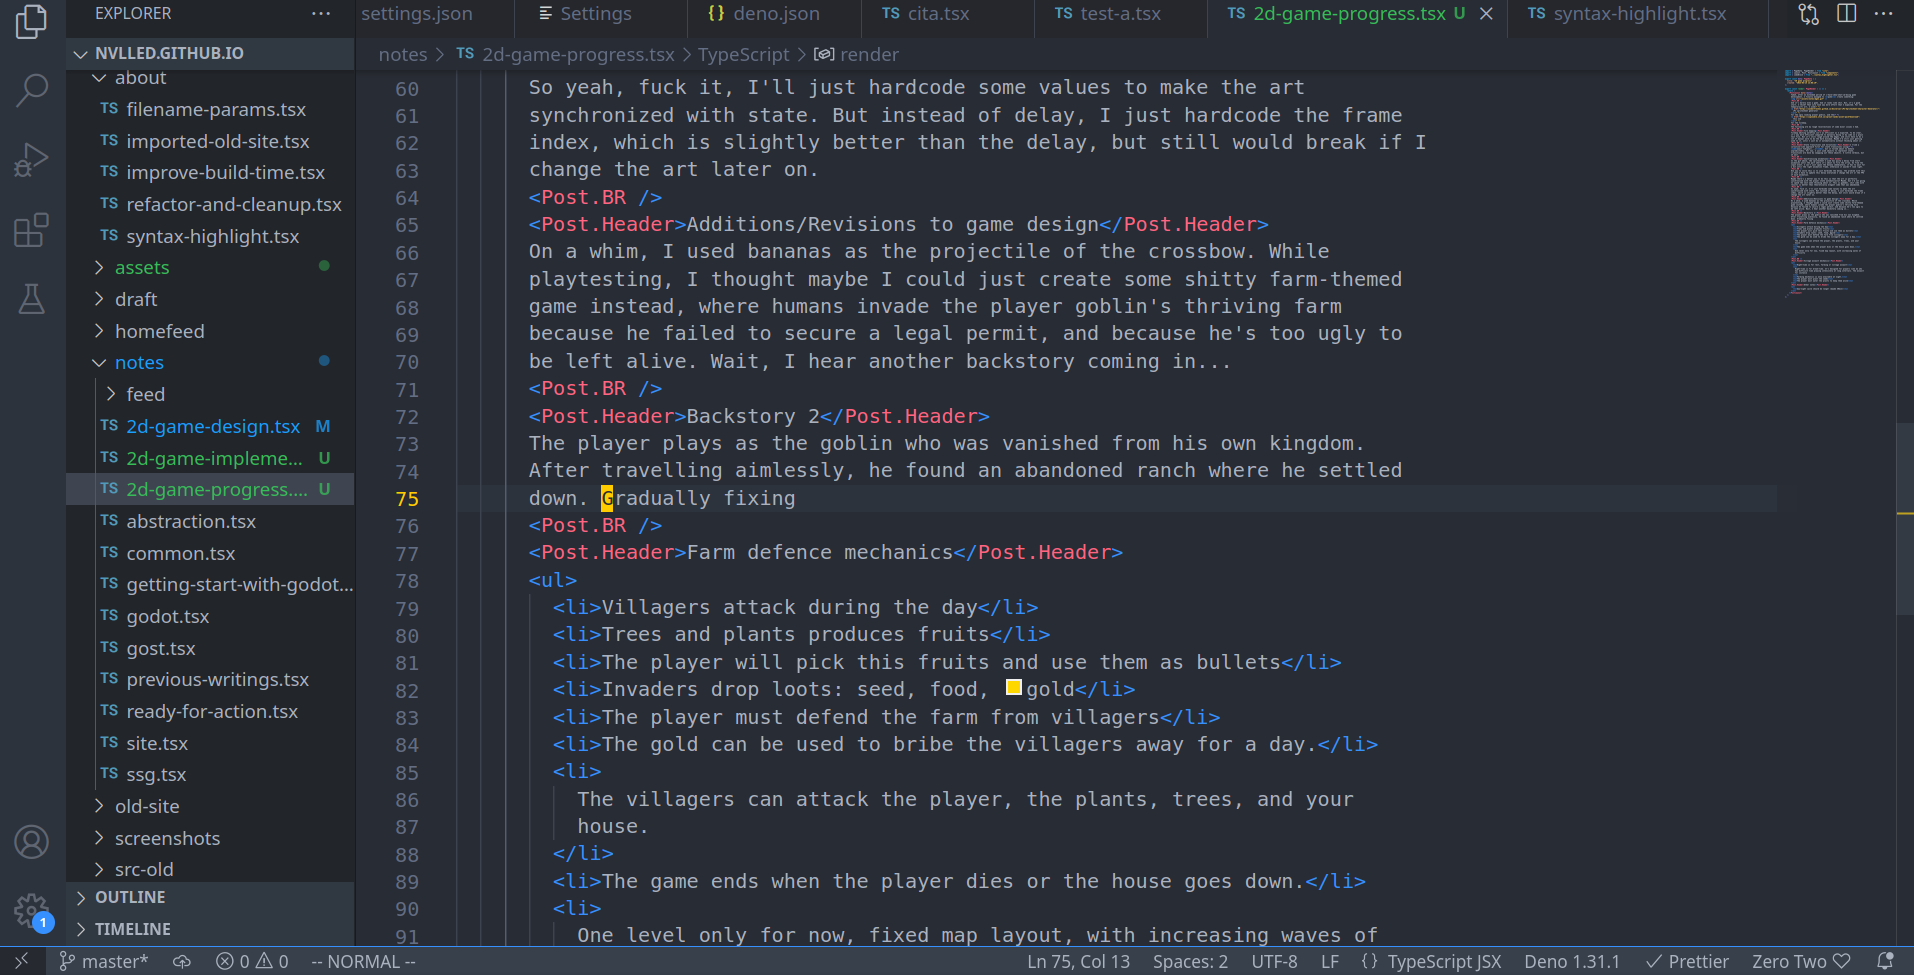 EXPLORER
settings.json
Settings
{} deno.json
TS cita.tsx
TS test-a.tsx
TS 2d-game-progress.tsx U
TS syntax-highlight.tsx
NVLLED.GITHUB.IO
notes > TS 2d-game-progress.tsx > TypeScript > render
about
TS filename-params.tsx
TS imported-old-site.tsx
TS improve-build-time.tsx
TS refactor-and-cleanup.tsx
TS syntax-highlight.tsx
assets
draft
homefeed
notes
feed
TS 2d-game-design.tsx M
TS 2d-game-impleme... U
TS 2d-game-progress.... U
TS abstraction.tsx
TS common.tsx
TS getting-start-with-godot...
TS godot.tsx
TS gost.tsx
TS previous-writings.tsx
TS ready-for-action.tsx
TS site.tsx
TS ssg.tsx
old-site
screenshots
src-old
OUTLINE
TIMELINE
1
60 So yeah, fuck it, I'll just hardcode some values to make the art
61 synchronized with state. But instead of delay, I just hardcode the frame
62 index, which is slightly better than the delay, but still would break if I
63 change the art later on.
64 <Post.BR />
65 <Post.Header>Additions/Revisions to game design</Post.Header>
66 On a whim, I used bananas as the projectile of the crossbow. While
67 playtesting, I thought maybe I could just create some shitty farm-themed
68 game instead, where humans invade the player goblin's thriving farm
69 because he failed to secure a legal permit, and because he's too ugly to
70 be left alive. Wait, I hear another backstory coming in...
71 <Post.BR />
72 <Post.Header>Backstory 2</Post.Header>
73 The player plays as the goblin who was vanished from his own kingdom.
74 After travelling aimlessly, he found an abandoned ranch where he settled
75 down. Gradually fixing
76 <Post.BR />
77 <Post.Header>Farm defence mechanics</Post.Header>
78 <ul>
79 <li>Villagers attack during the day</li>
80 <li>Trees and plants produces fruits</li>
81 <li>The player will pick this fruits and use them as bullets</li>
82 <li>Invaders drop loots: seed, food, gold</li>
83 <li>The player must defend the farm from villagers</li>
84 <li>The gold can be used to bribe the villagers away for a day.</li>
85 <li>
86 The villagers can attack the player, the plants, trees, and your
87 house.
88 </li>
89 <li>The game ends when the player dies or the house goes down.</li>
90 <li>
91 One level only for now, fixed map layout, with increasing waves of
master*
0 0
-- NORMAL --
Ln 75, Col 13
Spaces: 2
UTF-8
LF
{} TypeScript JSX
Deno 1.31.1
Prettier
Zero Two